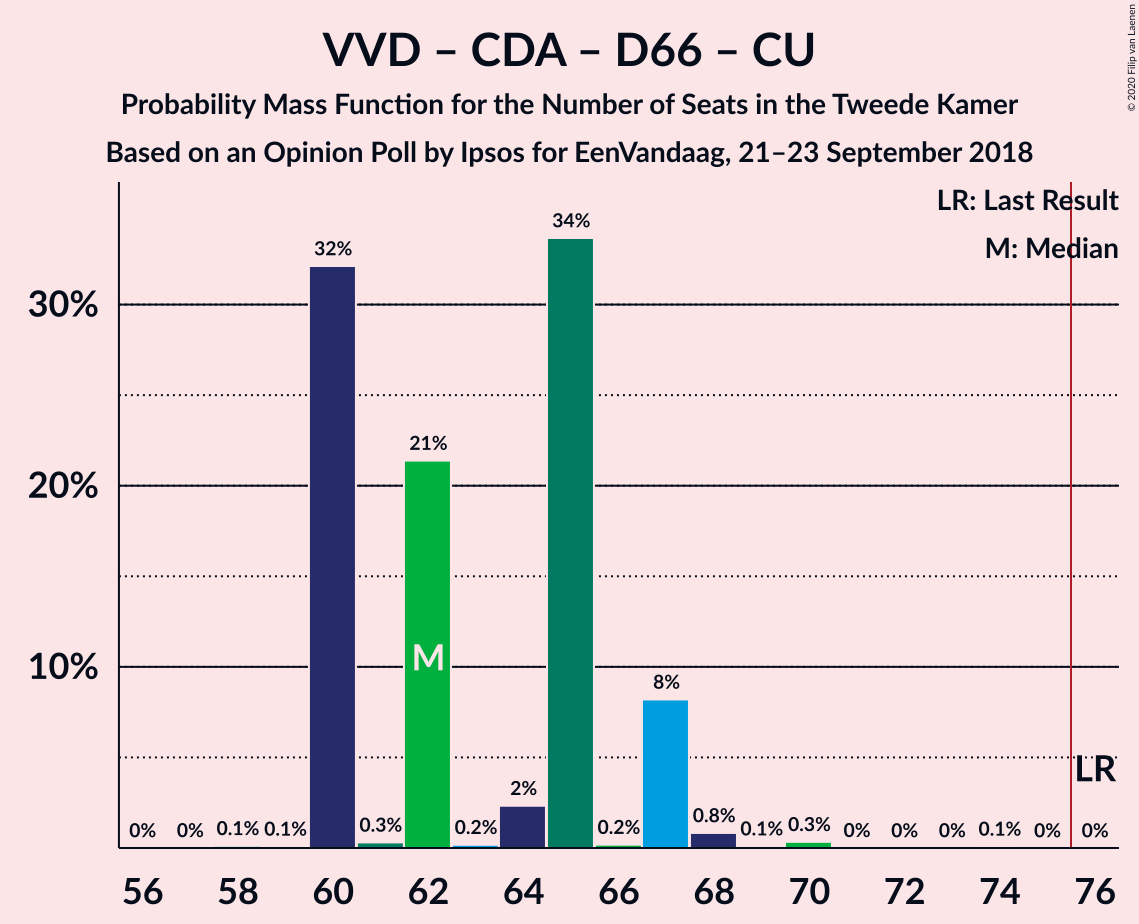 © 2020 Filip van Laenen
VVD – CDA – D66 – CU
Probability Mass Function for the Number of Seats in the Tweede Kamer
Based on an Opinion Poll by Ipsos for EenVandaag, 21–23 September 2018
LR: Last Result
M: Median
30%
20%
10%
0% 0% 0.1% 0.1% 32% 0.3% 21% 0.2% 2% 34% 0.2% 8% 0.8% 0.1% 0.3% 0% 0% 0% 0.1% 0% 0%
M
LR
56 58 60 62 64 66 68 70 72 74 76